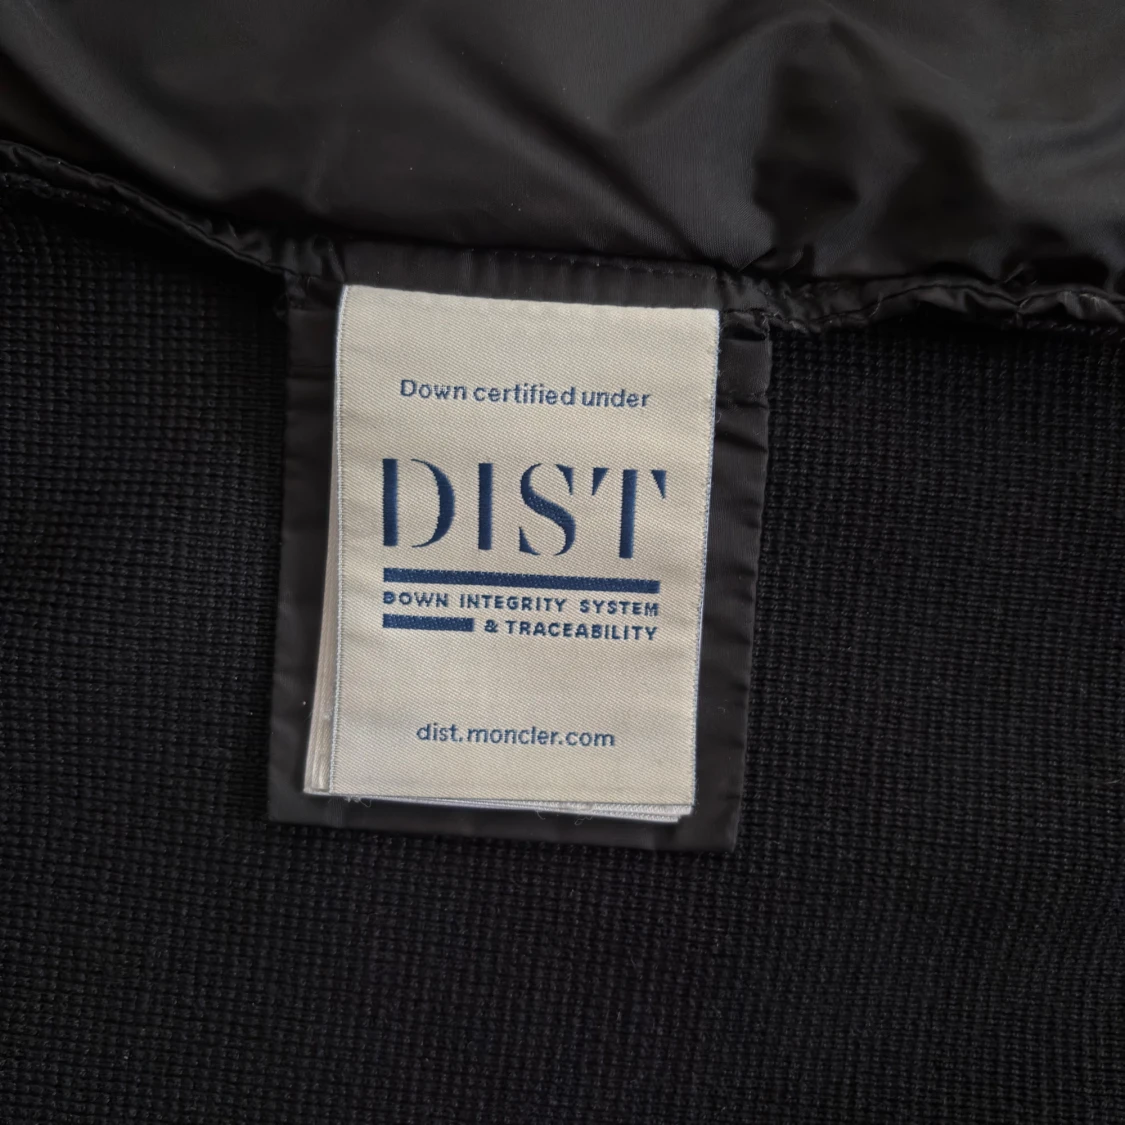 Down certified under
DIST
DOWN INTEGRITY SYSTEM
& TRACEABILITY
dist.moncler.com